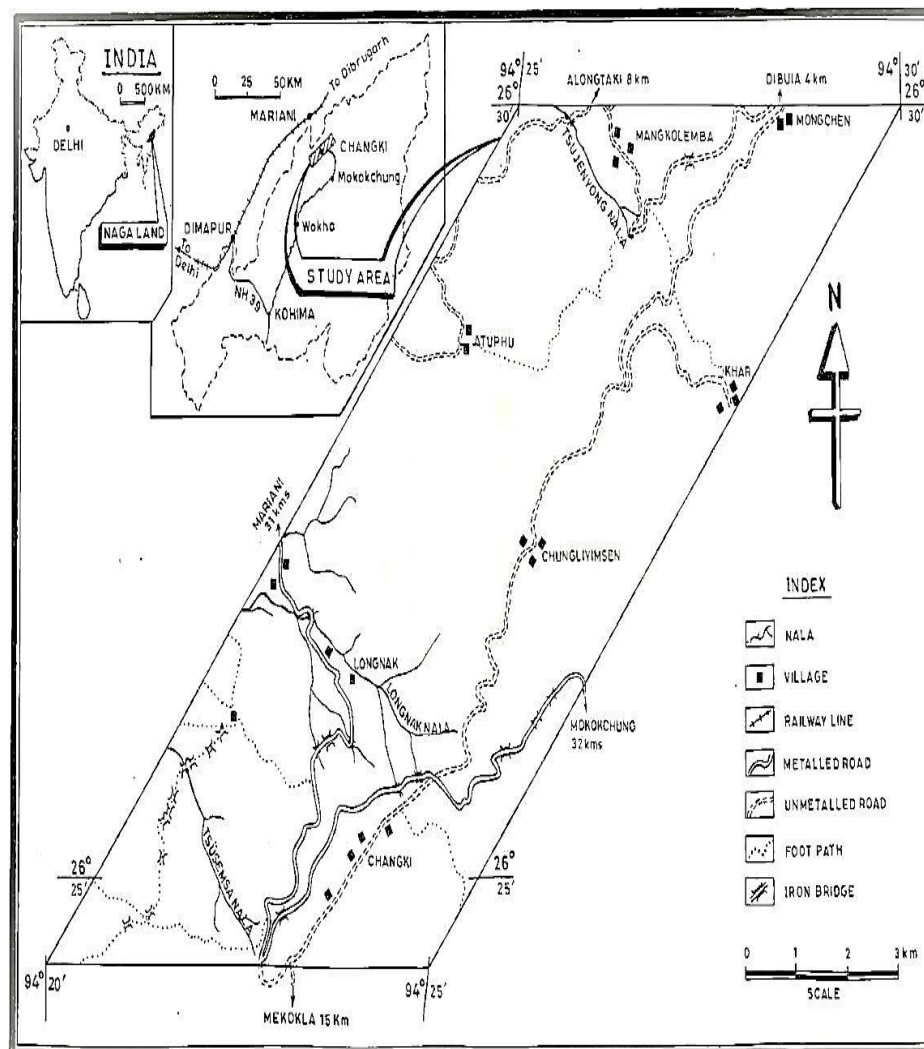 INDIA
0 500KM
DELHI
NAGALAND
0 25 50KM
To Dibrugarh
MARIANI
CHANGKI
Mokokchung
DIMAPUR
Wokha
To
Delhi
STUDY AREA
NH 39
KOHIMA
94° 25'
26°
30'
ALONGTAKI 8 km
DIBUIA 4 km
94° 30'
26°
30'
MONGCHEN
MANGKOLEMBA
TSUJENYONG NALA
ATUPHU
N
KHAR
MARIANI
31 kms
CHUNGLIYIMSEN
LONGNAK
LONGNAK NALA
MOKOKCHUNG
32 kms
TSUSEMSA NALA
CHANGKI
26°
25'
26°
25'
94° 20'
94° 25'
MEKOKLA 15 Km
INDEX
NALA
VILLAGE
RAILWAY LINE
METALLED ROAD
UNMETALLED ROAD
FOOT PATH
IRON BRIDGE
0 1 2 3 km
SCALE